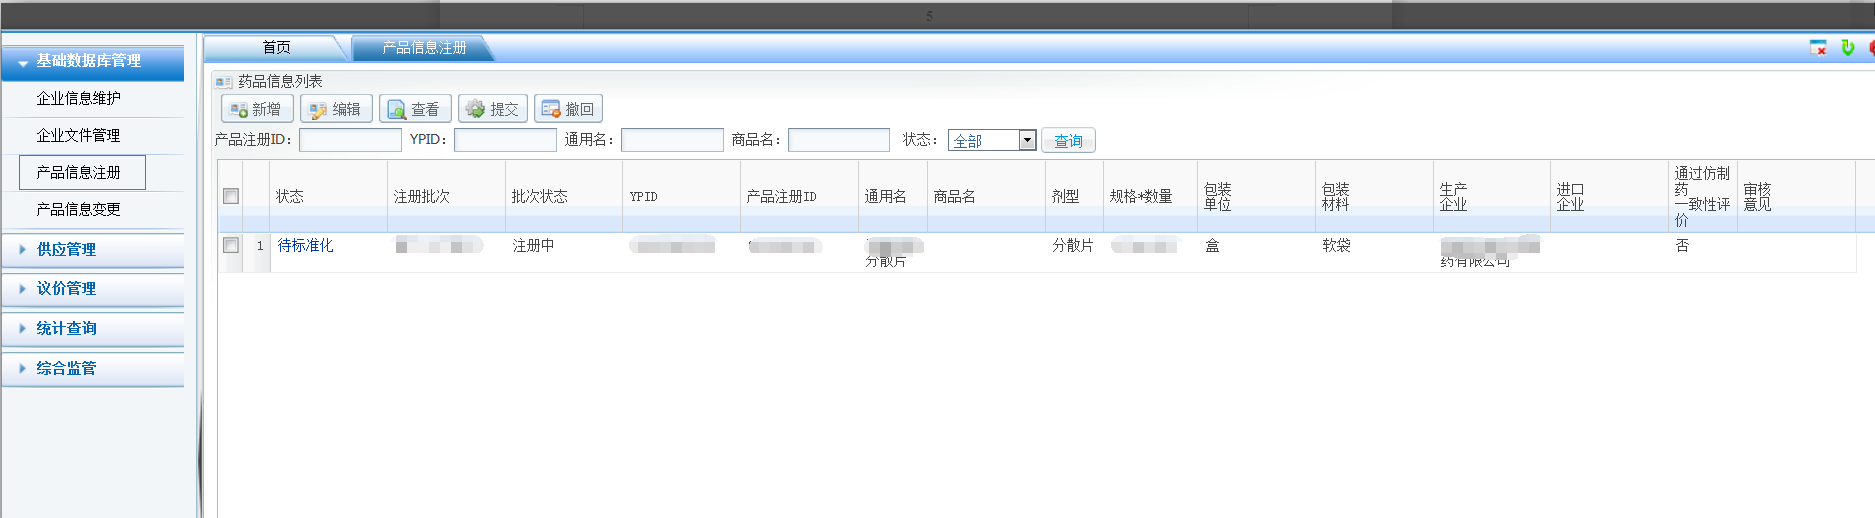 5
首页
产品信息注册
基础数据库管理
企业信息维护
企业文件管理
产品信息注册
产品信息变更
供应管理
议价管理
统计查询
综合监管
药品信息列表
新增 编辑 查看 提交 撤回
产品注册ID： YPID： 通用名： 商品名： 状态： 全部 查询
状态 注册批次 批次状态 YPID 产品注册ID 通用名 商品名 剂型 规格*数量
包装
单位
包装
材料
生产
企业
进口
企业
通过仿制
药
一致性评
价
审核
意见
1 待标准化 注册中 分散片 盒 软袋 否
分散片
药有限公司